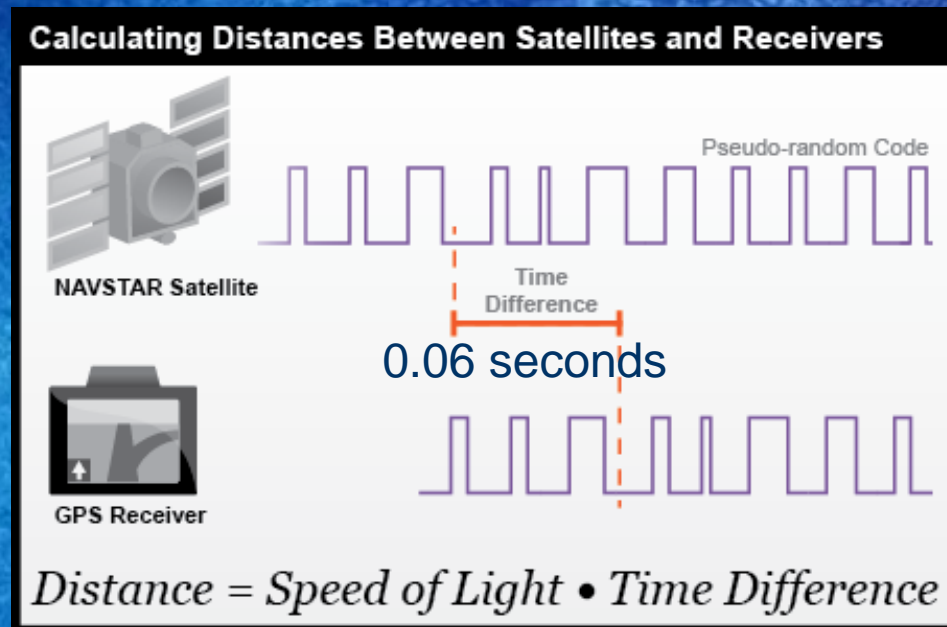 Calculating Distances Between Satellites and Receivers
Pseudo-random Code
NAVSTAR Satellite
Time
Difference
0.06 seconds
GPS Receiver
Distance = Speed of Light • Time Difference